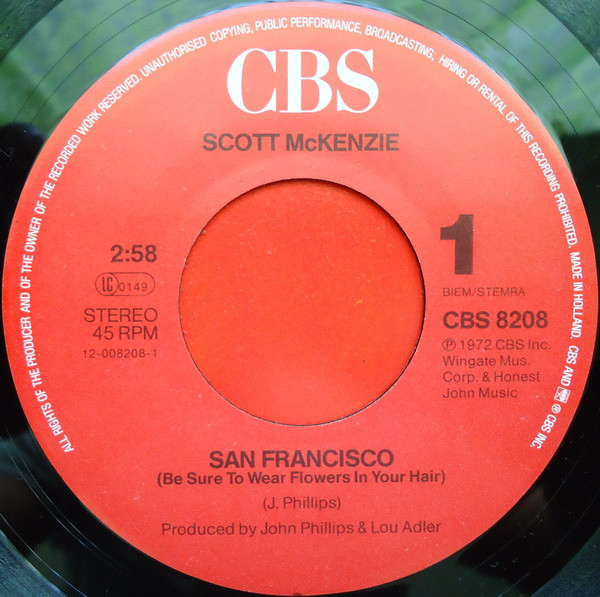 ALL RIGHTS OF THE PRODUCER AND OF THE OWNER OF THE RECORDED WORK RESERVED. UNAUTHORISED COPYING, PUBLIC PERFORMANCE, BROADCASTING, HIRING OR RENTAL OF THIS RECORDING PROHIBITED. MADE IN HOLLAND. CBS AND ® CBS INC.
CBS
SCOTT McKENZIE
2:58
LC 0149
STEREO
45 RPM
12-008208-1
1
BIEM/STEMRA
CBS 8208
℗ 1972 CBS Inc.
Wingate Mus.
Corp. & Honest
John Music
SAN FRANCISCO
(Be Sure To Wear Flowers In Your Hair)
(J. Phillips)
Produced by John Phillips & Lou Adler